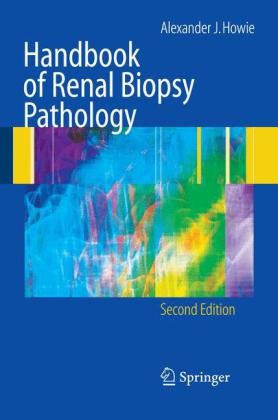 Alexander J. Howie
Handbook
of Renal Biopsy
Pathology
Second Edition
Springer